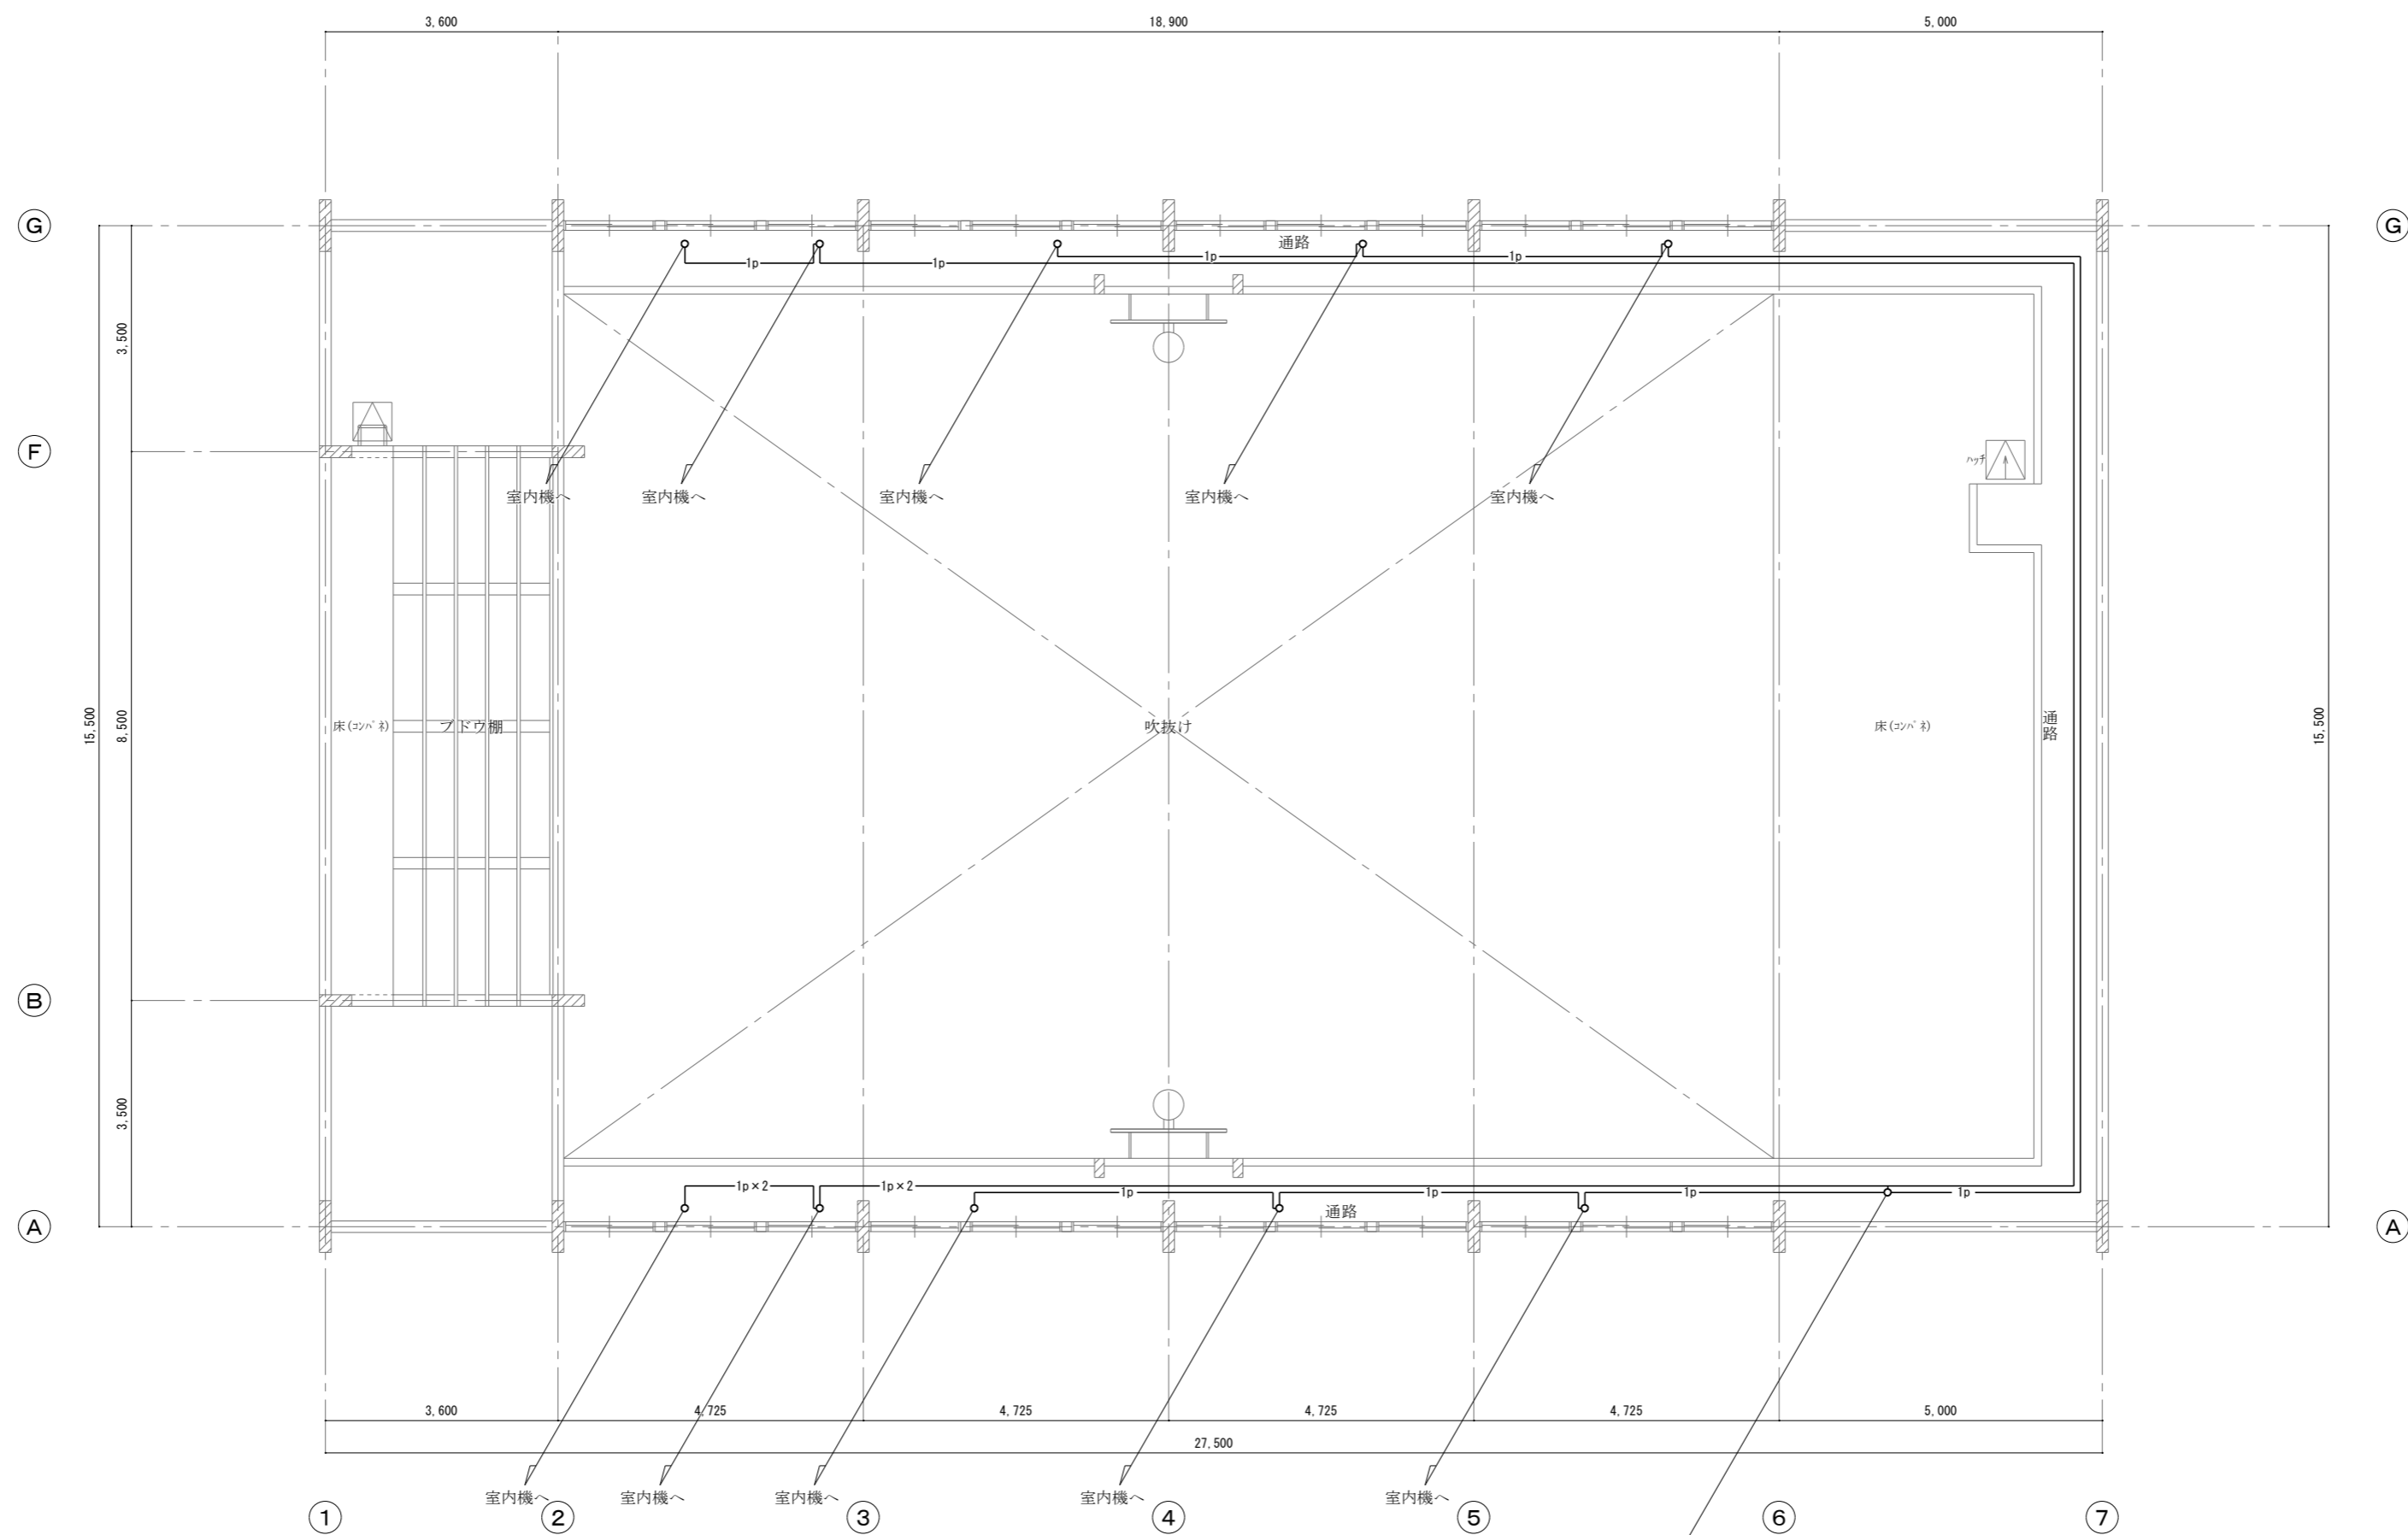 3,600
18,900
5,000
G
G
通路
1p
1p
1p
1p
3,500
F
ハッチ
室内機へ
室内機へ
室内機へ
室内機へ
室内機へ
15,500
8,500
床(コンパネ)
ブドウ棚
吹抜け
床(コンパネ)
通路
15,500
B
3,500
1p×2
1p×2
1p
1p
1p
1p
通路
A
A
3,600
4,725
4,725
4,725
4,725
5,000
27,500
室内機へ
室内機へ
室内機へ
室内機へ
室内機へ
1
2
3
4
5
6
7